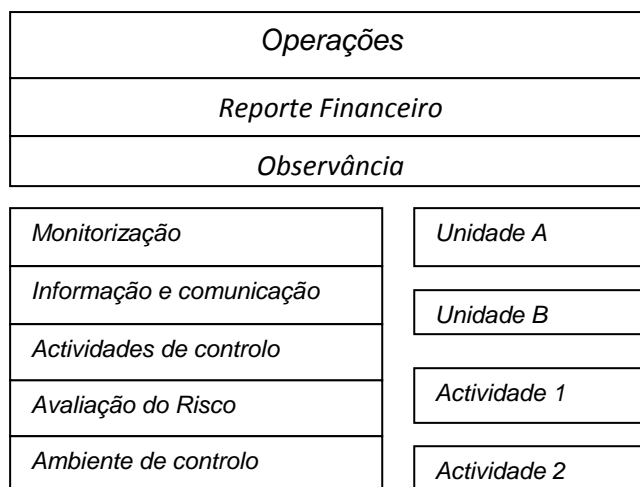 Operações
Reporte Financeiro
Observância
Monitorização
Informação e comunicação
Actividades de controlo
Avaliação do Risco
Ambiente de controlo
Unidade A
Unidade B
Actividade 1
Actividade 2